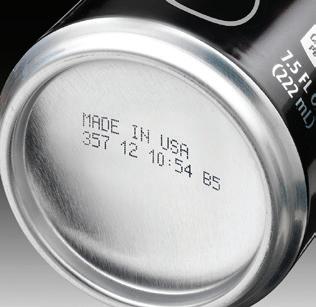 MADE IN USA
357 12 10:54 B5
7.5 FL O
(222 mL)